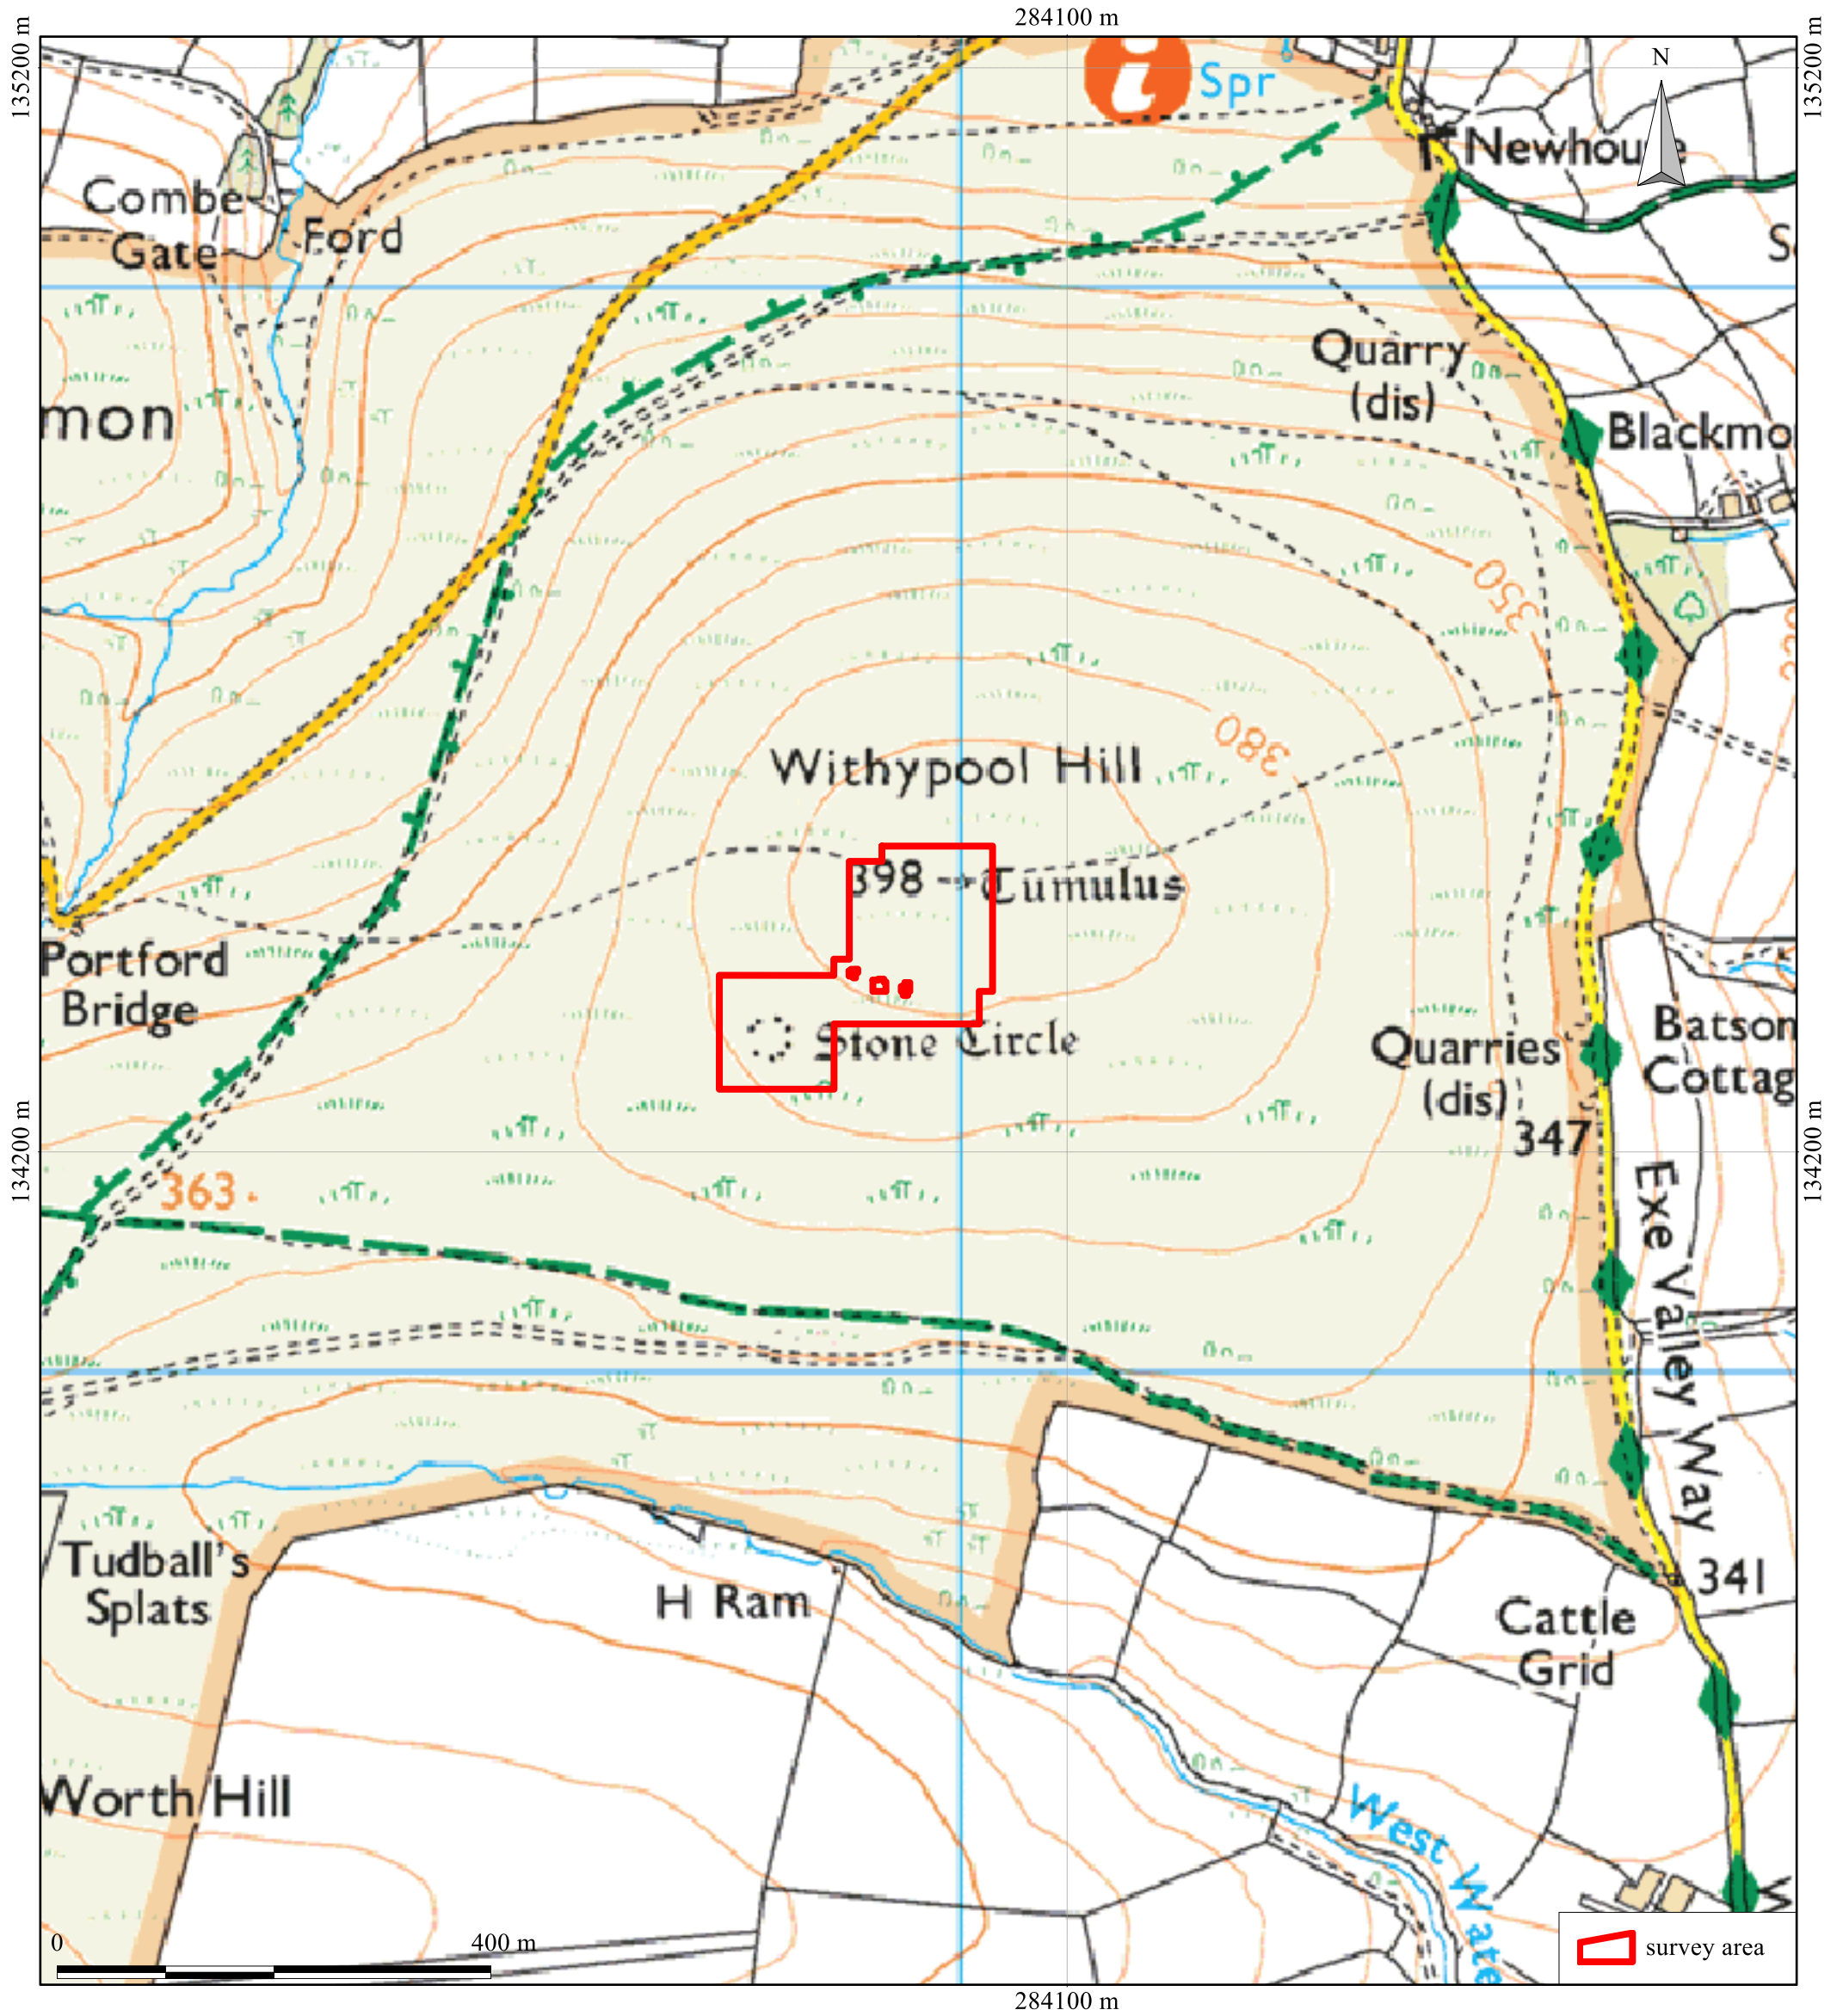 284100 m
135200 m
135200 m
N
i
Spr
Newhouse
Combe
Gate
Ford
Quarry
(dis)
mon
Blackmo
350
380
Withypool Hill
398
Tumulus
Portford
Bridge
Stone Circle
Quarries
(dis)
Batson
Cottag
347
134200 m
134200 m
363
Exe Valley Way
Tudball's
Splats
H Ram
341
Cattle
Grid
Worth Hill
West Wate
0
400 m
survey area
284100 m